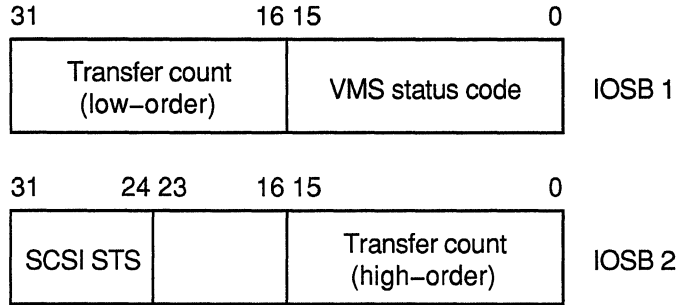 31 16 15 0
Transfer count
(low–order)
VMS status code
IOSB 1
31 24 23 16 15 0
SCSI STS
Transfer count
(high–order)
IOSB 2